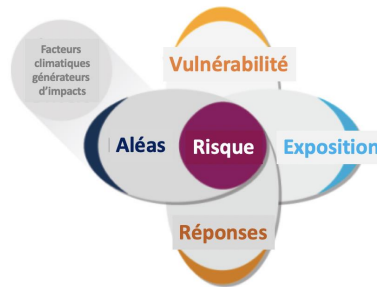 Facteurs
climatiques
générateurs
d'impacts
Vulnérabilité
Aléas
Risque
Exposition
Réponses